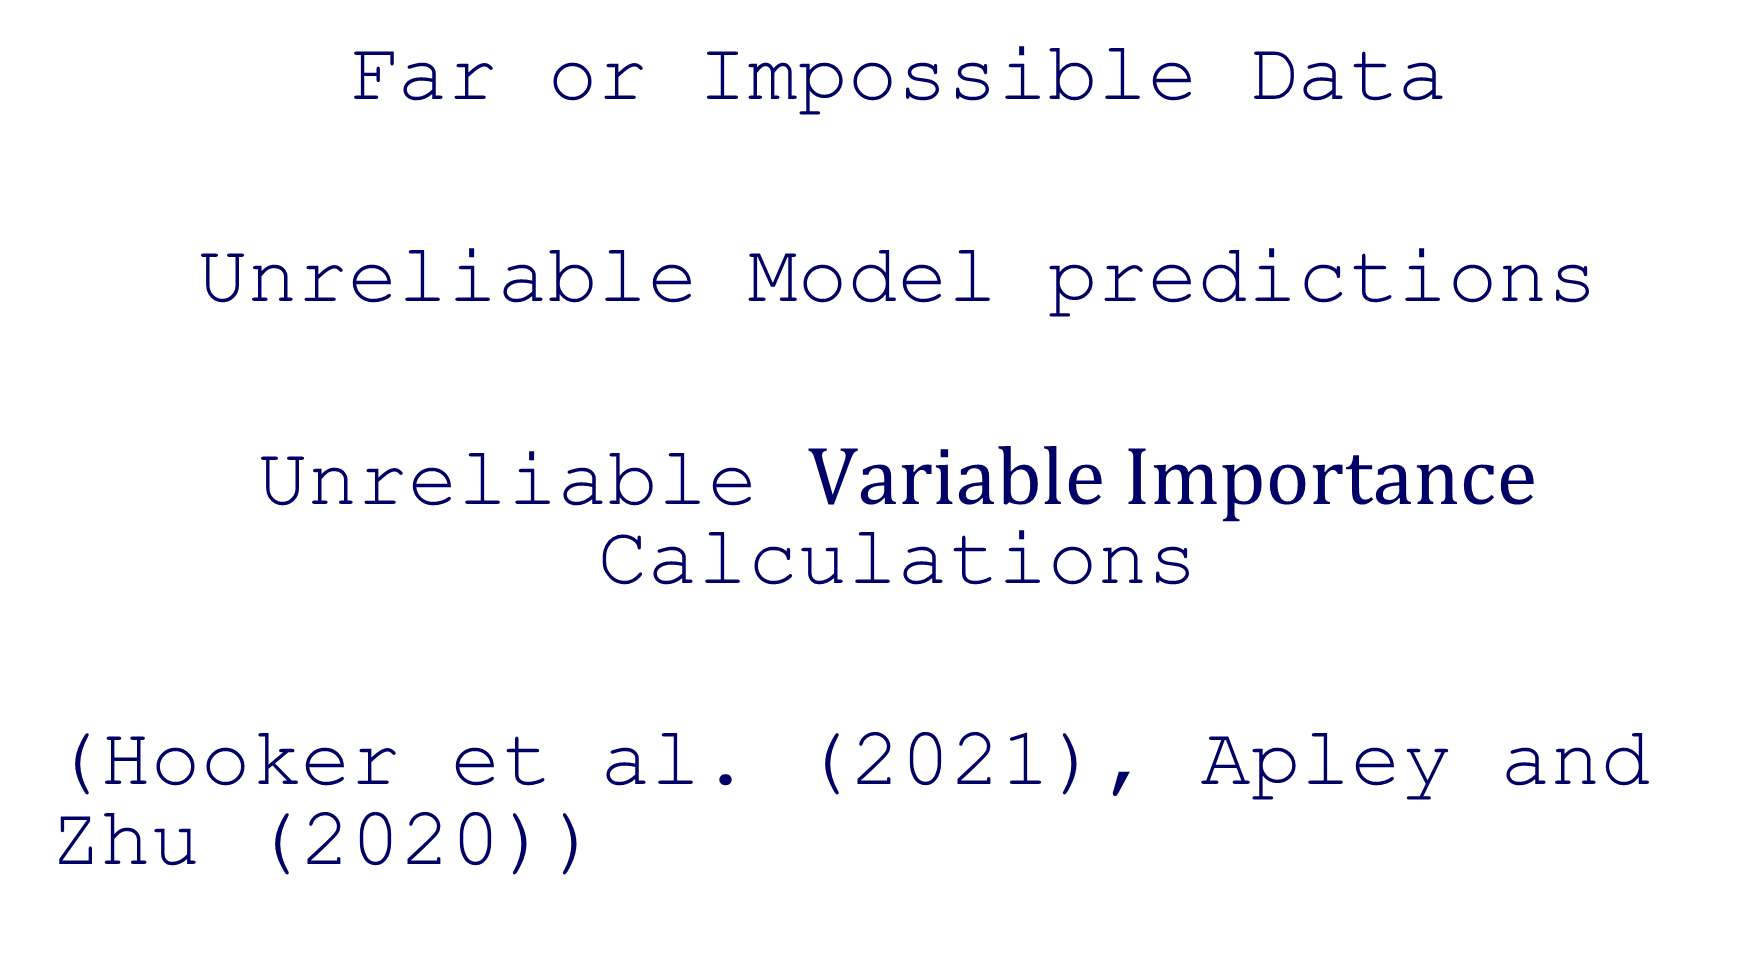 Far or Impossible Data
Unreliable Model predictions
Unreliable Variable Importance
Calculations
(Hooker et al. (2021), Apley and
Zhu (2020))